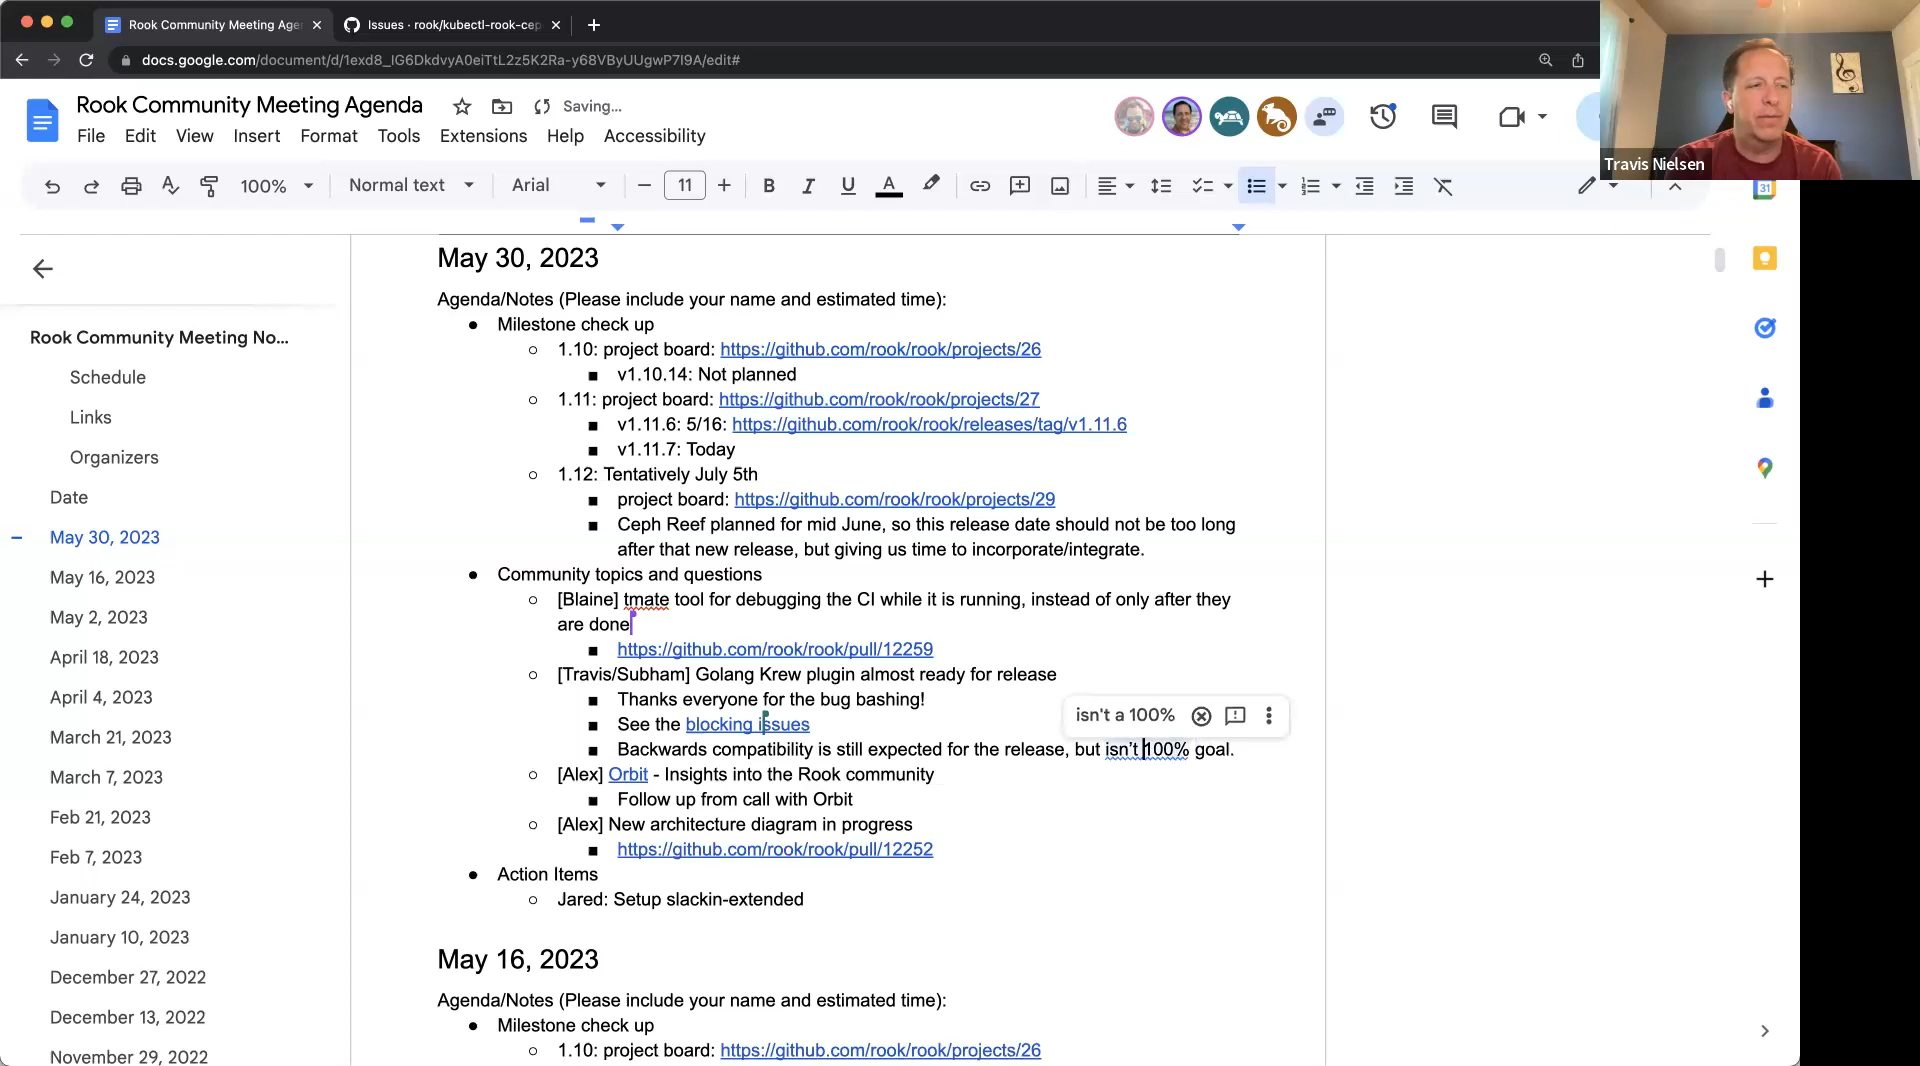 Rook Community Meeting Age
Issues · rook/kubectl-rook-cep
docs.google.com/document/d/1exd8_IG6DkdvyA0eiTtL2z5K2Ra-y68VByUUgwP7I9A/edit#
Travis Nielsen
Rook Community Meeting Agenda
Saving…
File Edit View Insert Format Tools Extensions Help Accessibility
100% Normal text Arial 11
31
Rook Community Meeting No...
Schedule
Links
Organizers
Date
May 30, 2023
May 16, 2023
May 2, 2023
April 18, 2023
April 4, 2023
March 21, 2023
March 7, 2023
Feb 21, 2023
Feb 7, 2023
January 24, 2023
January 10, 2023
December 27, 2022
December 13, 2022
November 29, 2022
May 30, 2023
Agenda/Notes (Please include your name and estimated time):
● Milestone check up
○ 1.10: project board: https://github.com/rook/rook/projects/26
■ v1.10.14: Not planned
○ 1.11: project board: https://github.com/rook/rook/projects/27
■ v1.11.6: 5/16: https://github.com/rook/rook/releases/tag/v1.11.6
■ v1.11.7: Today
○ 1.12: Tentatively July 5th
■ project board: https://github.com/rook/rook/projects/29
■ Ceph Reef planned for mid June, so this release date should not be too long
after that new release, but giving us time to incorporate/integrate.
● Community topics and questions
○ [Blaine] tmate tool for debugging the CI while it is running, instead of only after they
are done
■ https://github.com/rook/rook/pull/12259
○ [Travis/Subham] Golang Krew plugin almost ready for release
■ Thanks everyone for the bug bashing!
isn't a 100%
■ See the blocking issues
■ Backwards compatibility is still expected for the release, but isn't 100% goal.
○ [Alex] Orbit - Insights into the Rook community
■ Follow up from call with Orbit
○ [Alex] New architecture diagram in progress
■ https://github.com/rook/rook/pull/12252
● Action Items
○ Jared: Setup slackin-extended
May 16, 2023
Agenda/Notes (Please include your name and estimated time):
● Milestone check up
○ 1.10: project board: https://github.com/rook/rook/projects/26